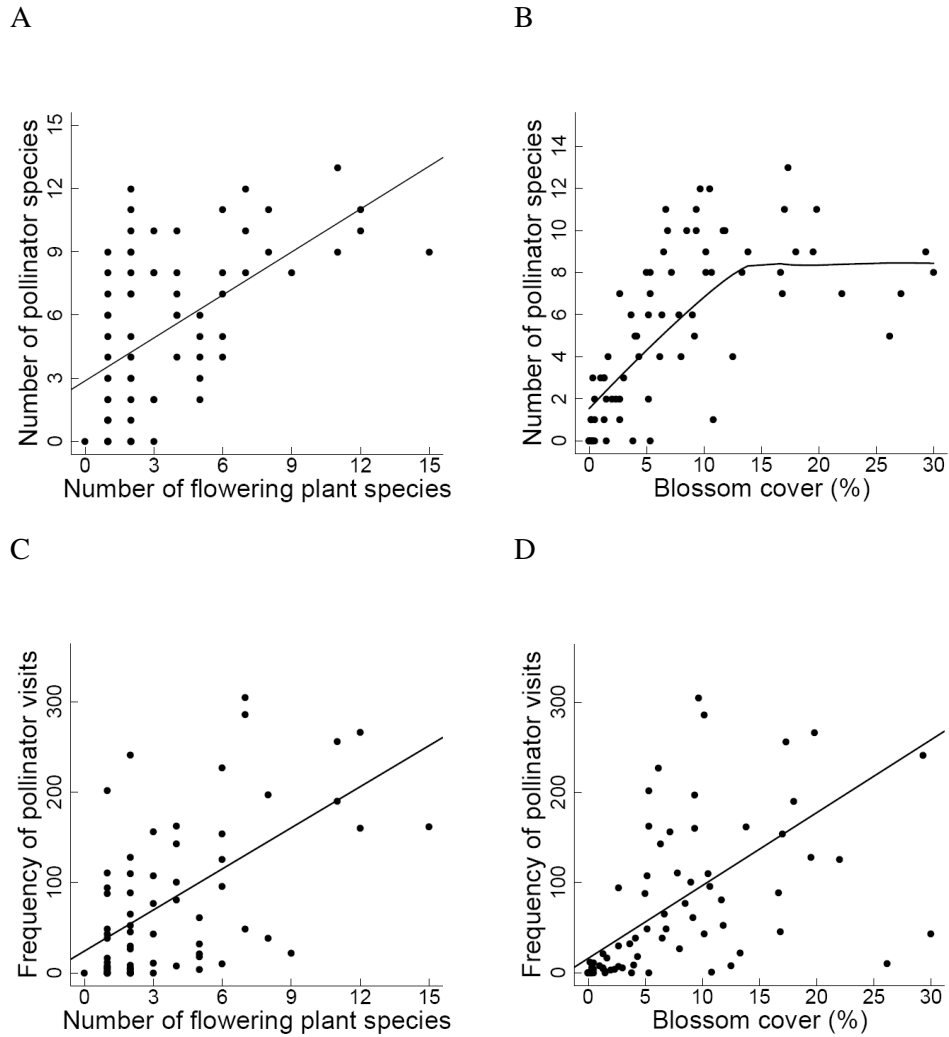 A
B
Number of pollinator species
15
12
9
6
3
0
0 3 6 9 12 15
Number of flowering plant species
Number of pollinator species
14
12
10
8
6
4
2
0
0 5 10 15 20 25 30
Blossom cover (%)
C
D
Frequency of pollinator visits
300
200
100
0
0 3 6 9 12 15
Number of flowering plant species
Frequency of pollinator visits
300
200
100
0
0 5 10 15 20 25 30
Blossom cover (%)